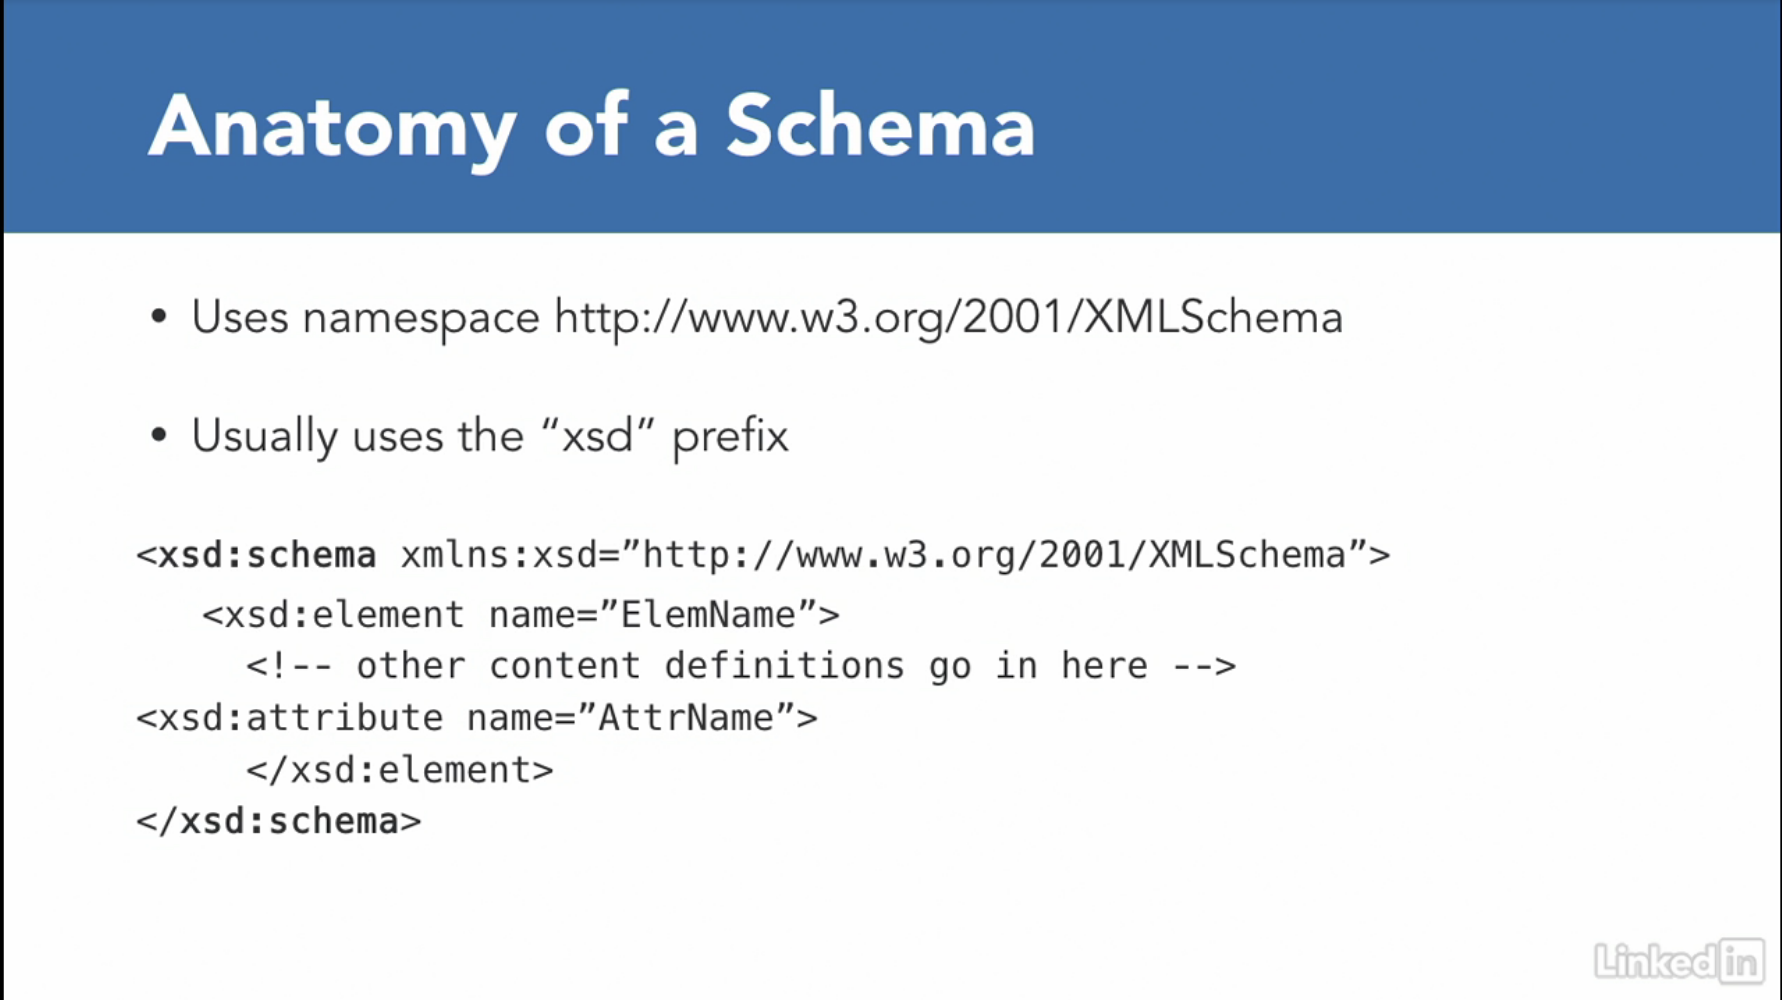 Anatomy of a Schema
• Uses namespace http://www.w3.org/2001/XMLSchema
• Usually uses the “xsd” prefix
<xsd:schema xmlns:xsd=”http://www.w3.org/2001/XMLSchema”>
<xsd:element name=”ElemName”>
<!-- other content definitions go in here -->
<xsd:attribute name=”AttrName”>
</xsd:element>
</xsd:schema>
Linked in